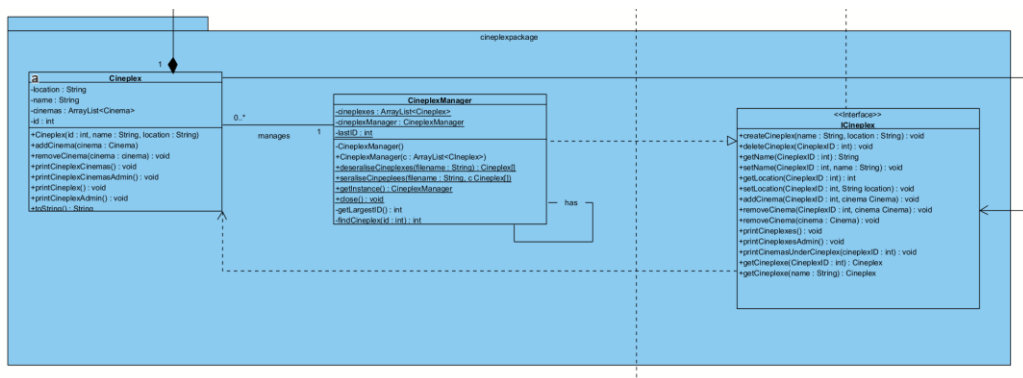 cineplexpackage
1
a
Cineplex
-location : String
-name : String
-cinemas : ArrayList<Cinema>
-id : int
+Cineplex(id : int, name : String, location : String)
+addCinema(cinema : Cinema)
+removeCinema(cinema : cinema) : void
+printCineplexCinemas() : void
+printCineplexCinemasAdmin() : void
+printCineplex() : void
+printCineplexAdmin() : void
+toString() : String
0..*
manages
1
CineplexManager
-cineplexes : ArrayList<Cineplex>
-cineplexManager : CineplexManager
-lastID : int
-CineplexManager()
+CineplexManager(c : ArrayList<CIneplex>)
+deseraliseCineplexes(filename : String) : Cineplex[]
+seraliseCinpeplees(filename : String, c Cineplex[])
+getInstance() : CineplexManager
+close() : void
-getLargestID() : int
-findCineplex(id : int) : int
has
<<Interface>>
ICineplex
+createCineplex(name : String, location : String) : void
+deleteCineplex(CineplexID : int) : void
+getName(CineplexID : int) : String
+setName(CineplexID : int, name : String) : void
+getLocation(CineplexID : int) : int
+setLocation(CineplexID : int, String location) : void
+addCinema(CineplexID : int, cinema Cinema) : void
+removeCinema(CineplexID : int, cinema Cinema) : void
+removeCinema(cinema : Cinema) : void
+printCineplexes() : void
+printCineplexesAdmin() : void
+printCinemasUnderCineplex(cineplexID : int) : void
+getCineplexe(CineplexID : int) : Cineplex
+getCineplexe(name : String) : Cineplex